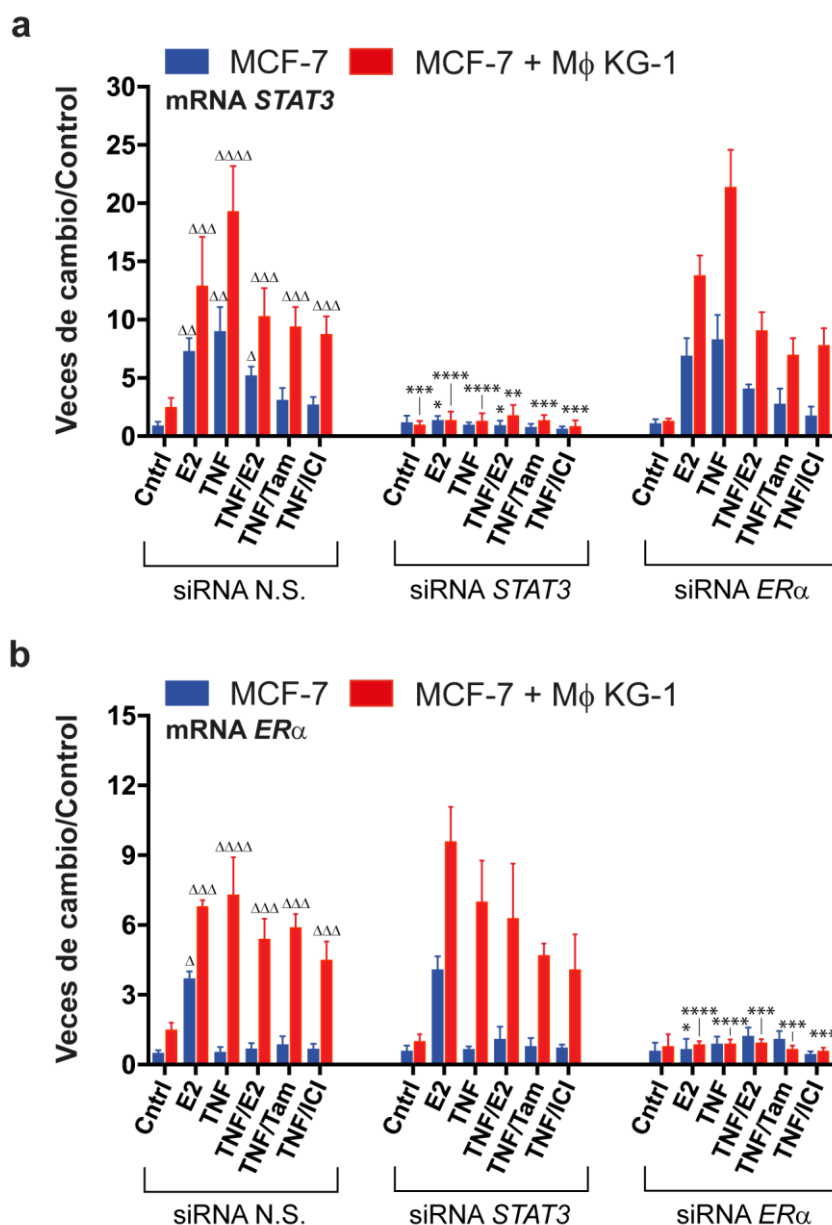 a
MCF-7 MCF-7 + Mϕ KG-1
mRNA STAT3
Veces de cambio/Control
30
25
20
15
10
5
0
ΔΔ ΔΔΔ ΔΔ ΔΔΔΔ Δ ΔΔΔ ΔΔΔ ΔΔΔ
*** * **** **** * ** *** ***
Cntrl E2 TNF TNF/E2 TNF/Tam TNF/ICI
Cntrl E2 TNF TNF/E2 TNF/Tam TNF/ICI
Cntrl E2 TNF TNF/E2 TNF/Tam TNF/ICI
siRNA N.S. siRNA STAT3 siRNA ERα
b
MCF-7 MCF-7 + Mϕ KG-1
mRNA ERα
Veces de cambio/Control
15
12
9
6
3
0
Δ ΔΔΔ ΔΔΔΔ ΔΔΔ ΔΔΔ ΔΔΔ
* **** **** *** *** ***
Cntrl E2 TNF TNF/E2 TNF/Tam TNF/ICI
Cntrl E2 TNF TNF/E2 TNF/Tam TNF/ICI
Cntrl E2 TNF TNF/E2 TNF/Tam TNF/ICI
siRNA N.S. siRNA STAT3 siRNA ERα